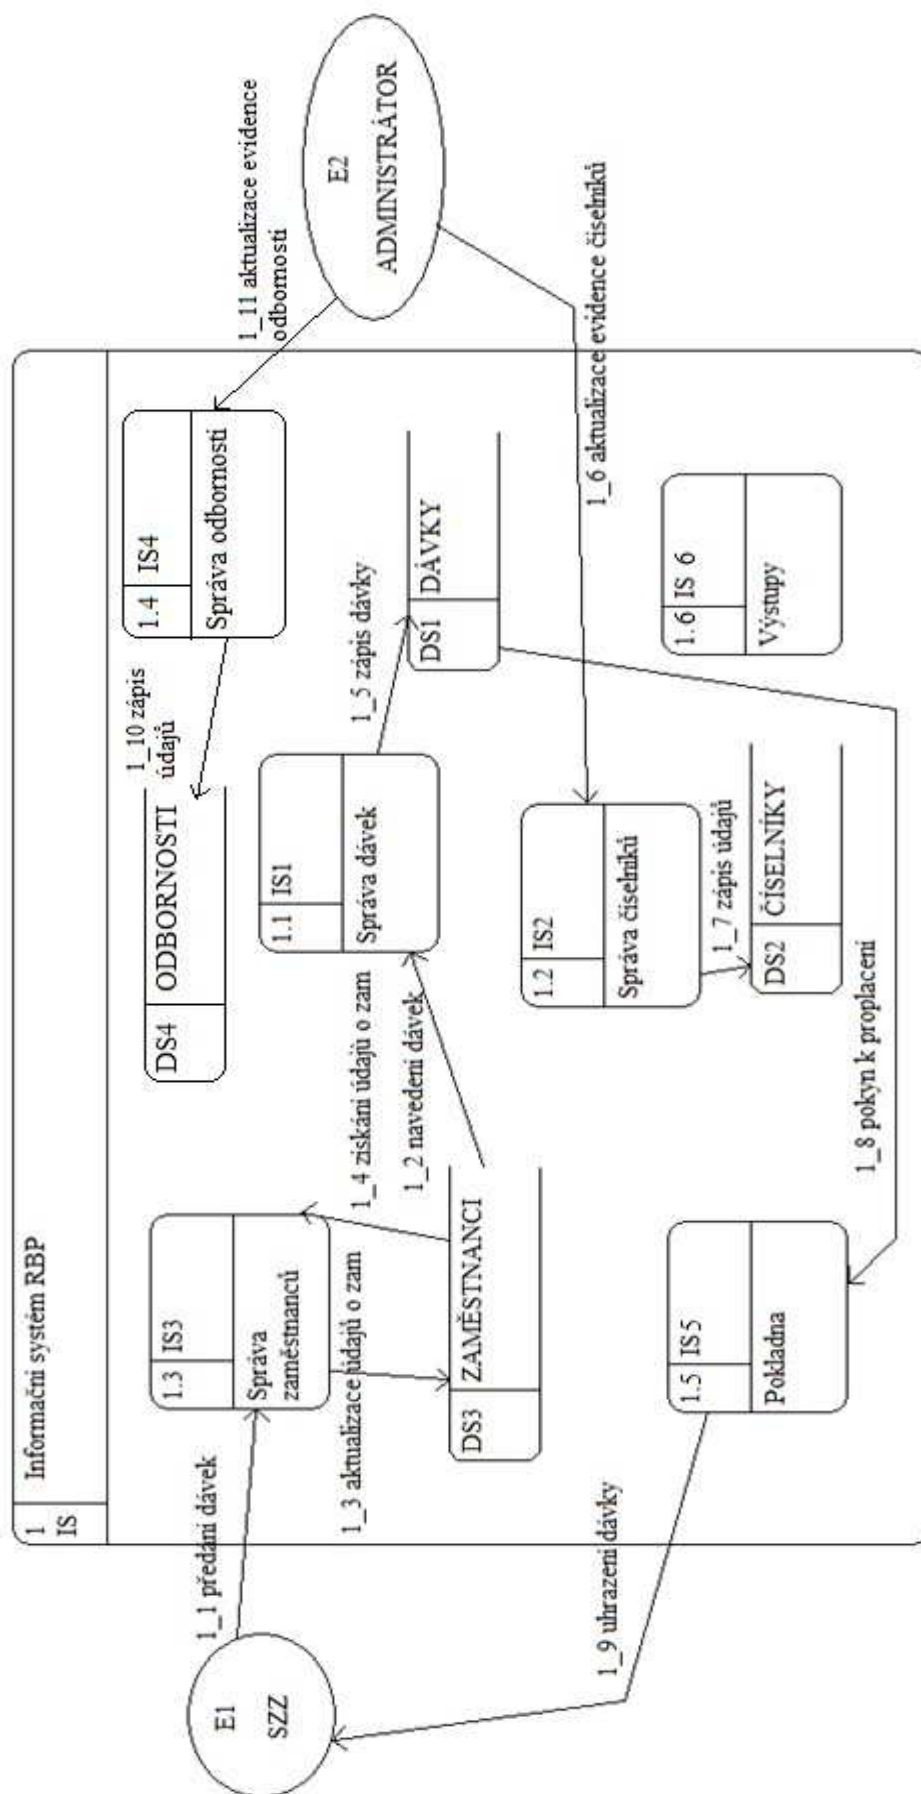 1
IS
Informační systém RBP
E1
SZZ
1_1 předání dávek
1.3
IS3
Správa
zaměstnanců
DS4
ODBORNOSTI
1_10 zápis
údajů
1.4
IS4
Správa odborností
1_11 aktualizace evidence
odborností
E2
ADMINISTRÁTOR
1_3 aktualizace údajů o zam
1_4 získání údajů o zam
1_2 navedení dávek
1.1
IS1
Správa dávek
1_5 zápis dávky
DS1
DÁVKY
DS3
ZAMĚSTNANCI
1.2
IS2
Správa číselníků
1_6 aktualizace evidence číselníků
1_7 zápis údajů
DS2
ČÍSELNÍKY
1_9 uhrazení dávky
1.5
IS5
Pokladna
1.6
IS 6
Výstupy
1_8 pokyn k proplacení